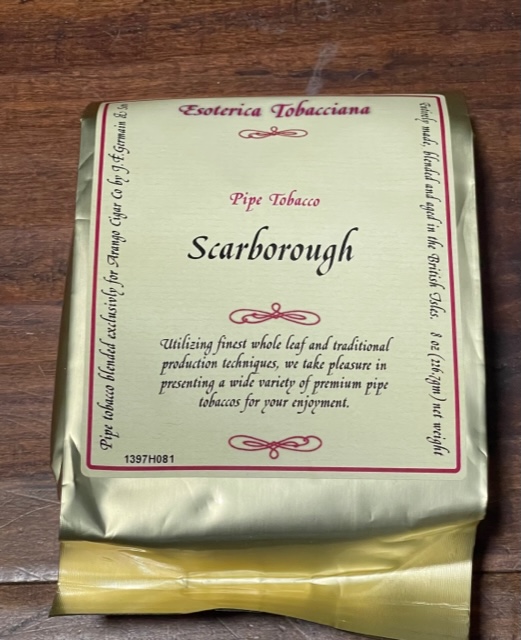 Esoterica Tobacciana
Pipe Tobacco
Scarborough
Utilizing finest whole leaf and traditional
production techniques, we take pleasure in
presenting a wide variety of premium pipe
tobaccos for your enjoyment.
1397H081
Pipe tobacco blended exclusivly for Arango Cigar Co by J.F.Germain &
made, blended and aged in the British Isles. 8 oz (226.7gm) net weight